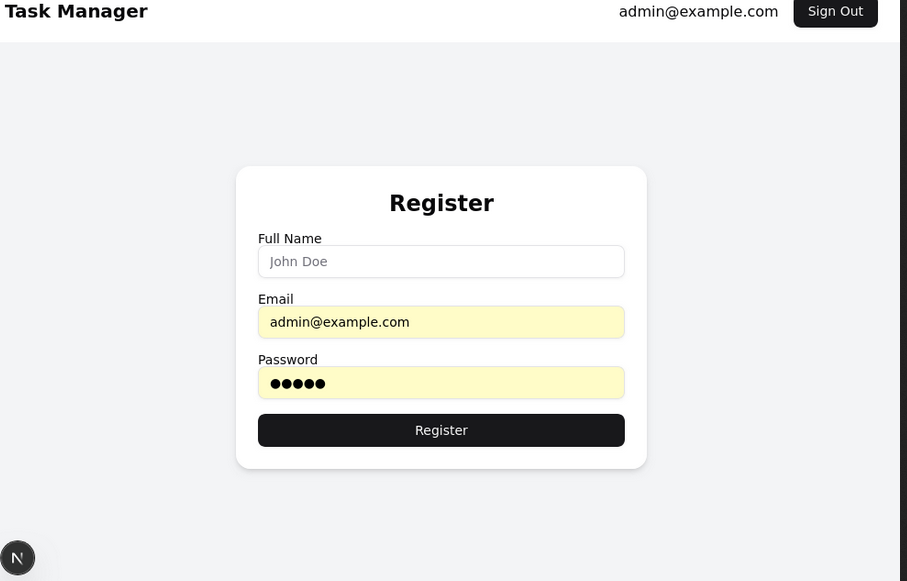 Task Manager
admin@example.com
Sign Out
Register
Full Name
John Doe
Email
admin@example.com
Password
●●●●●
Register
N